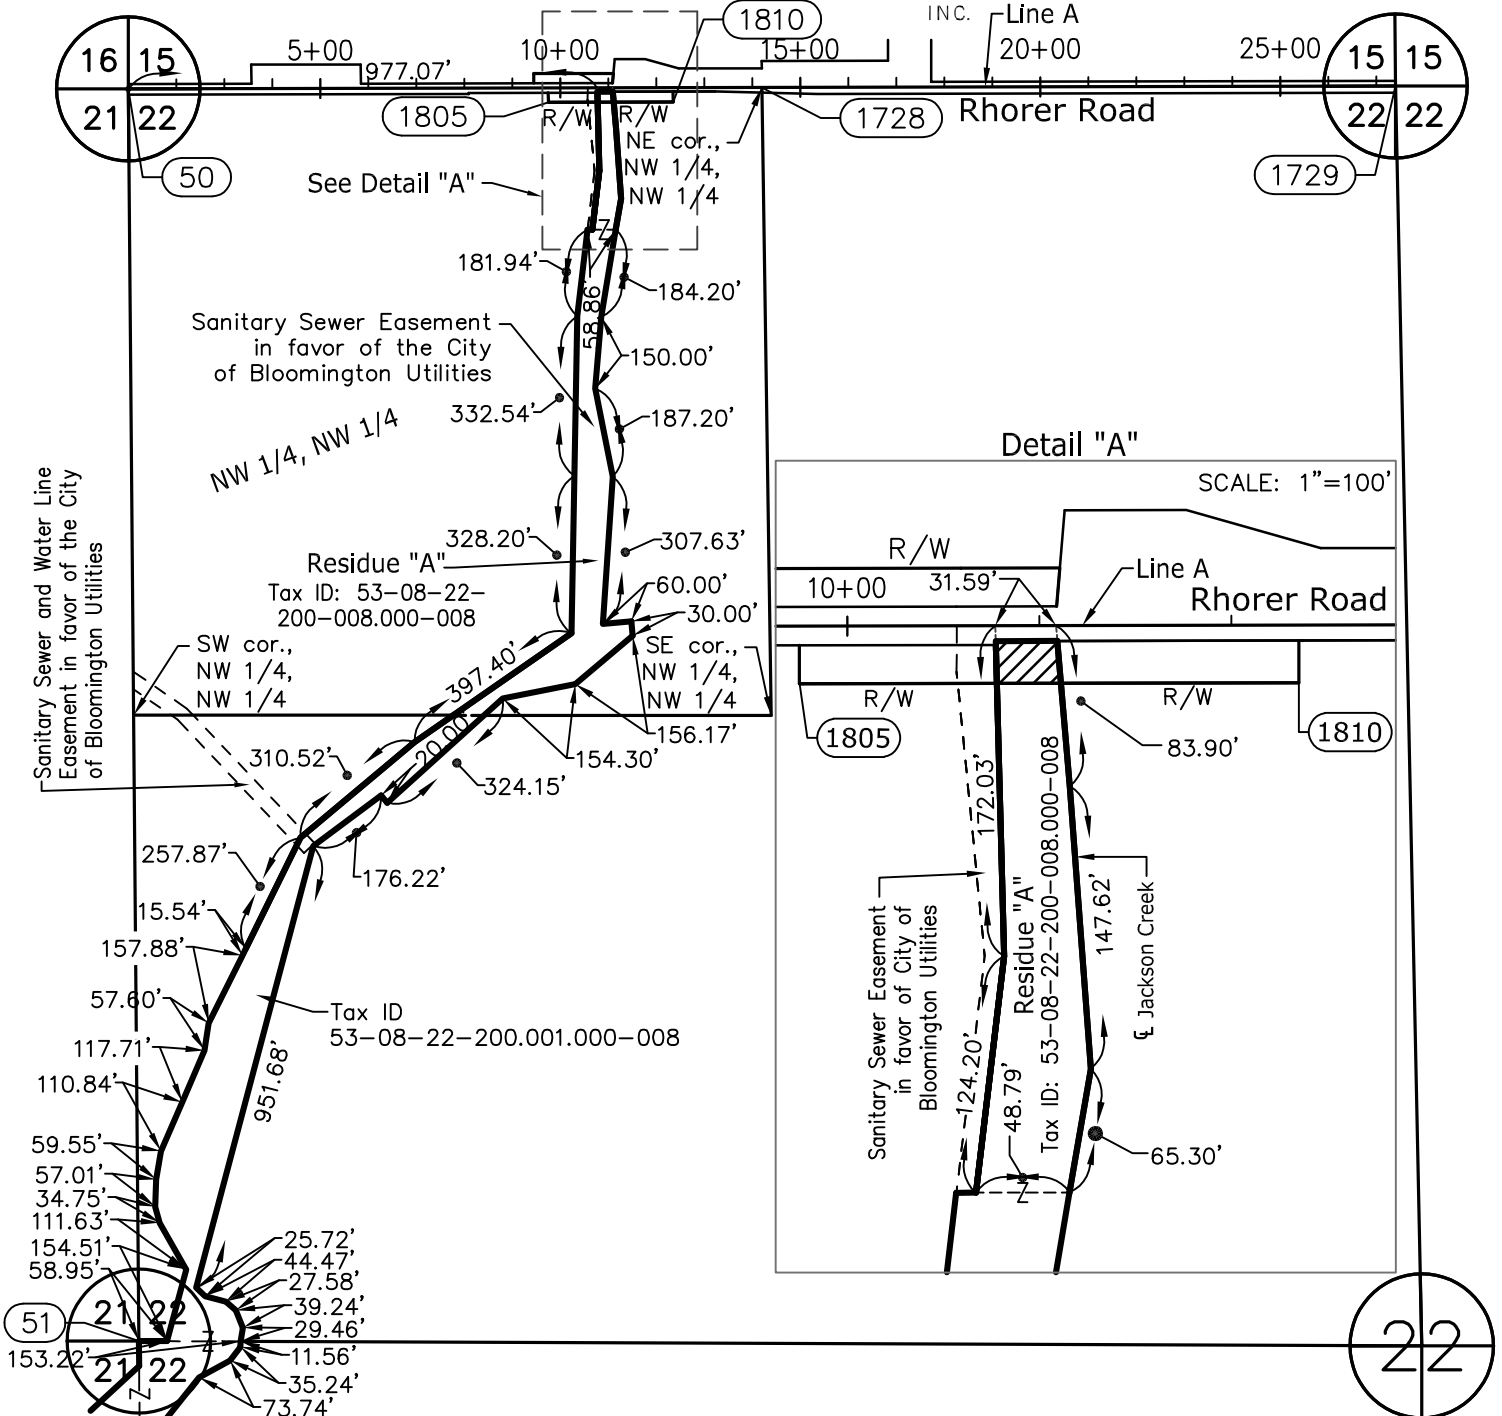 INC.
Line A
1810
16 15
21 22
5+00
10+00
15+00
20+00
25+00
15 15
22 22
977.07'
1805
R/W
R/W
1728
Rhorer Road
50
1729
NE cor.,
NW 1/4,
NW 1/4
See Detail "A"
Z
181.94'
184.20'
58.86'
Sanitary Sewer Easement
in favor of the City
of Bloomington Utilities
150.00'
332.54'
187.20'
NW 1/4, NW 1/4
328.20'
307.63'
Residue "A"
Tax ID: 53-08-22-
200-008.000-008
60.00'
30.00'
Sanitary Sewer and Water Line
Easement in favor of the City
of Bloomington Utilities
SW cor.,
NW 1/4,
NW 1/4
SE cor.,
NW 1/4,
NW 1/4
397.40'
20.00'
156.17'
154.30'
310.52'
324.15'
257.87'
176.22'
15.54'
157.88'
57.60'
Tax ID
53-08-22-200.001.000-008
117.71'
951.68'
110.84'
59.55'
57.01'
34.75'
111.63'
154.51'
58.95'
25.72'
44.47'
27.58'
39.24'
29.46'
11.56'
35.24'
73.74'
51
153.22'
21 22
21 22
Z
Z
22
Detail "A"
SCALE: 1"=100'
R/W
10+00
31.59'
Line A
Rhorer Road
R/W
R/W
1805
1810
83.90'
172.03'
Sanitary Sewer Easement
in favor of City of
Bloomington Utilities
Residue "A"
Tax ID: 53-08-22-200-008.000-008
147.62'
℄ Jackson Creek
124.20'
48.79'
Z
65.30'